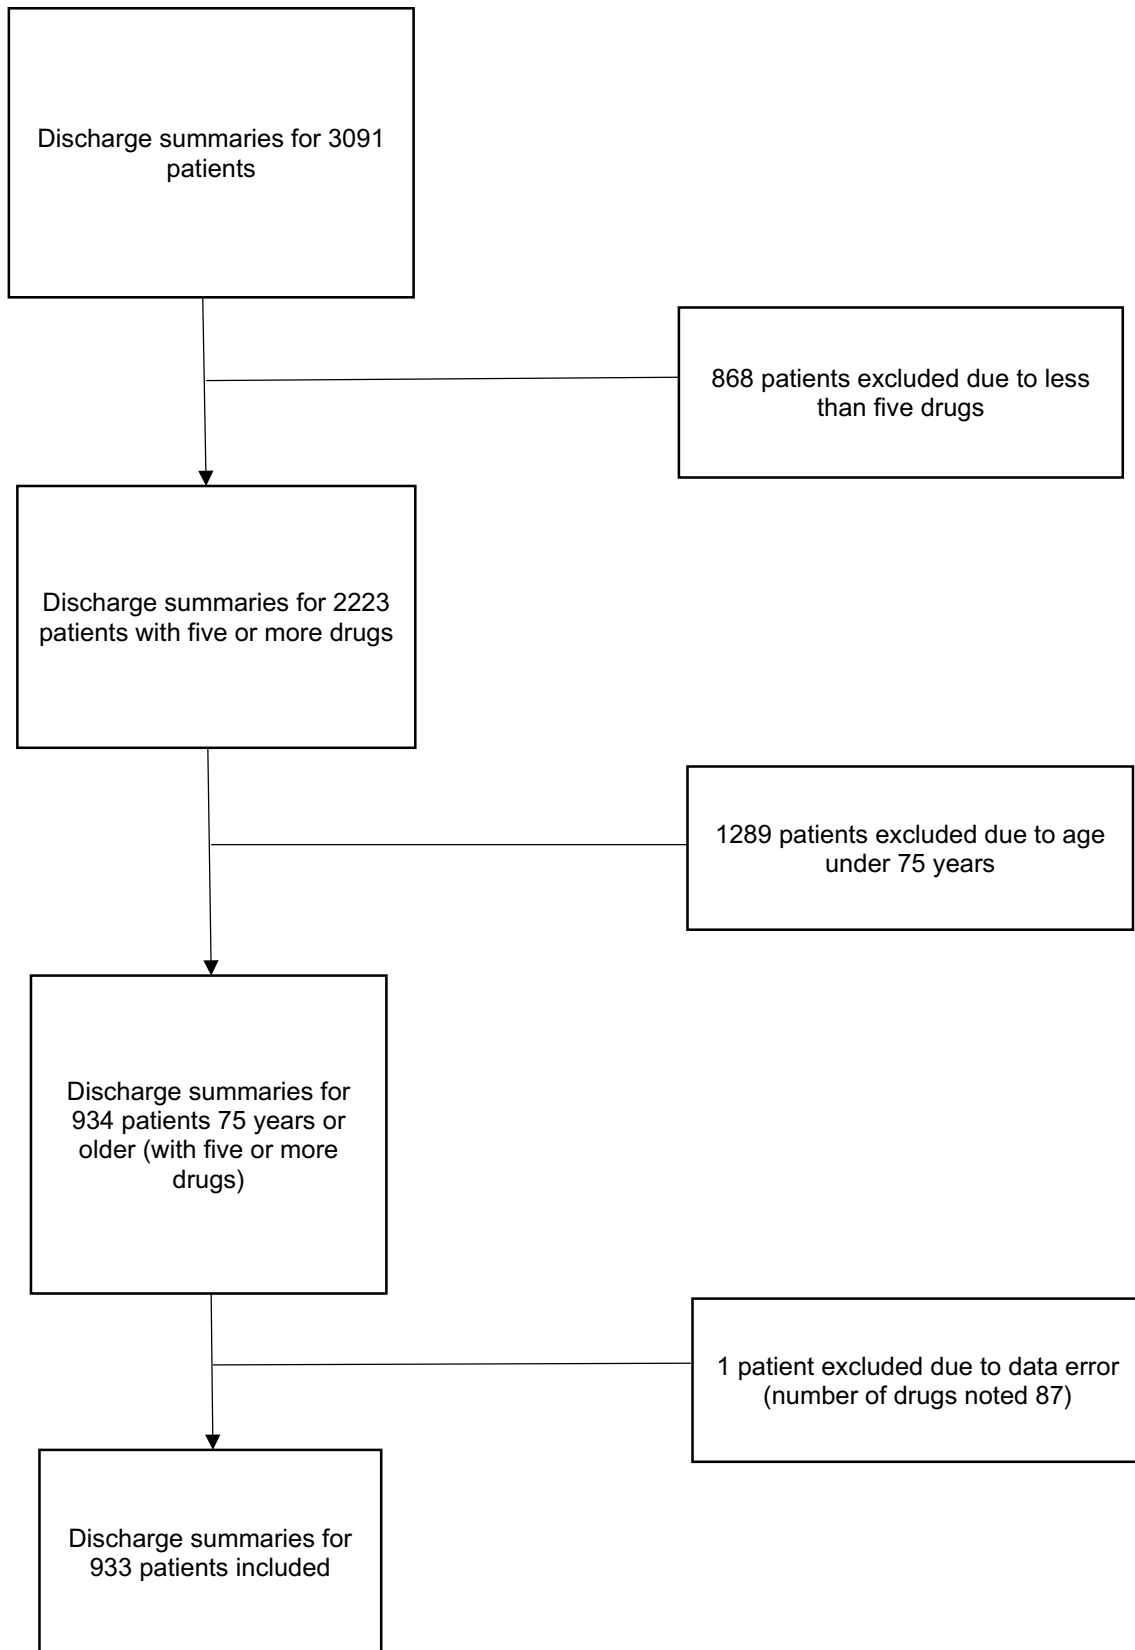 Discharge summaries for 3091
patients
868 patients excluded due to less
than five drugs
Discharge summaries for 2223
patients with five or more drugs
1289 patients excluded due to age
under 75 years
Discharge summaries for
934 patients 75 years or
older (with five or more
drugs)
1 patient excluded due to data error
(number of drugs noted 87)
Discharge summaries for
933 patients included